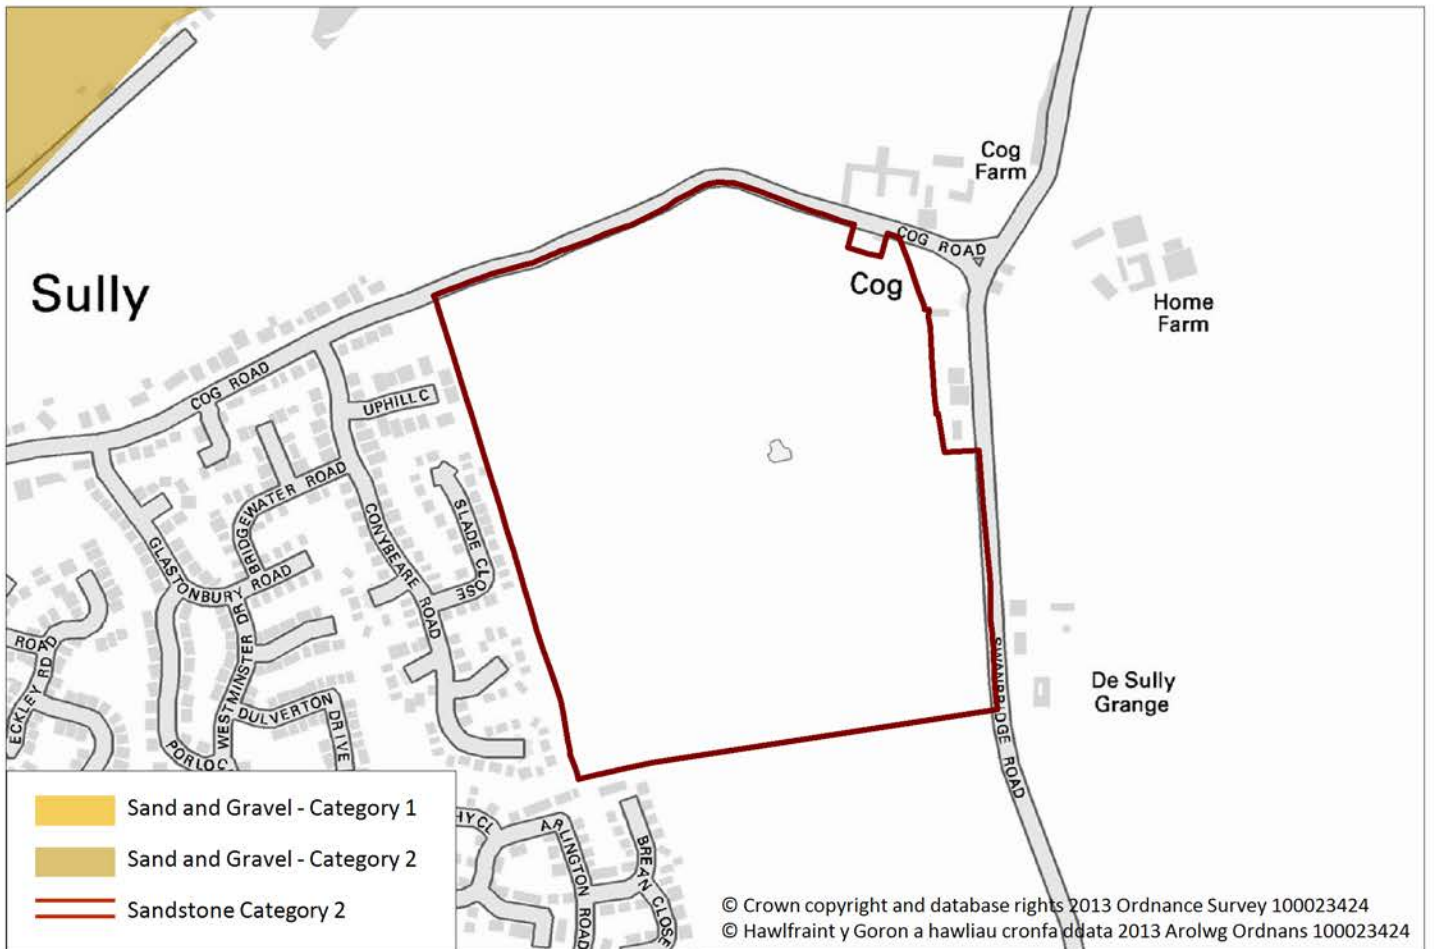 Cog
Farm
COG ROAD
Cog
Sully
Home
Farm
COG ROAD
UPHILL C
BRIDGEWATER ROAD
SLADE CLOSE
CONYBEARE ROAD
GLASTONBURY ROAD
ROAD
ECKLEY RD
WESTMINSTER DR
DULVERTON DRIVE
PORLOC
SWANBRIDGE ROAD
De Sully
Grange
Sand and Gravel - Category 1
Sand and Gravel - Category 2
Sandstone Category 2
HYCL
ARLINGTON ROAD
BREAN CLOSE
© Crown copyright and database rights 2013 Ordnance Survey 100023424
© Hawlfraint y Goron a hawliau cronfa ddata 2013 Arolwg Ordnans 100023424